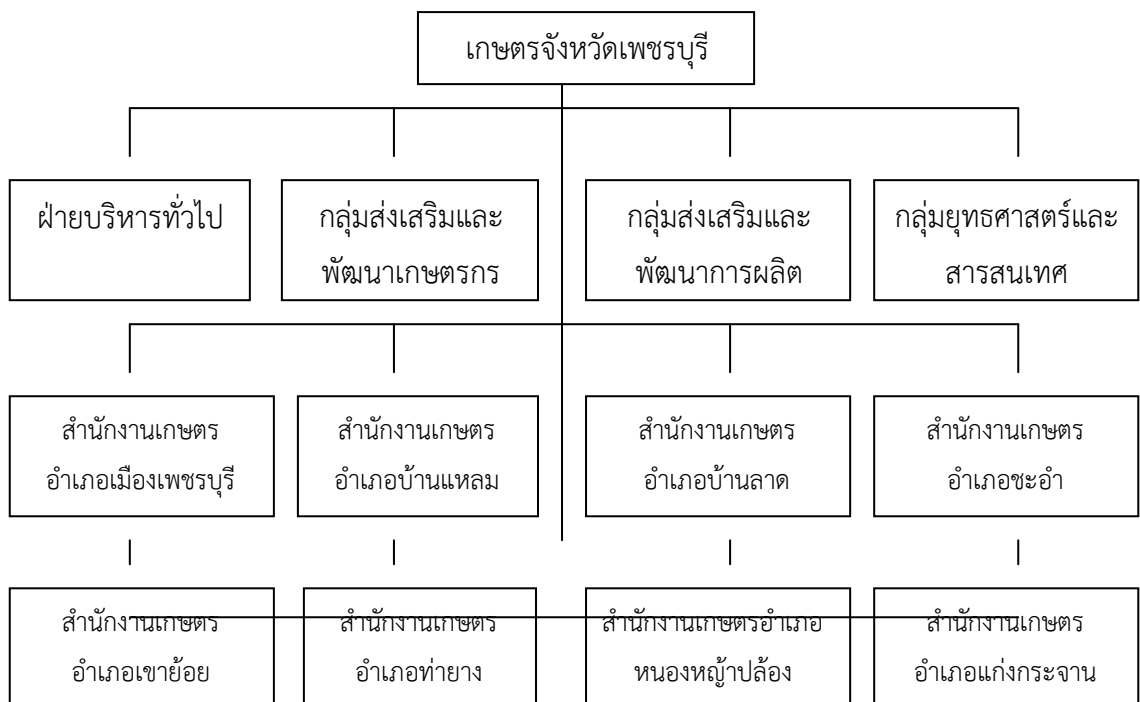 เกษตรจังหวัดเพชรบุรี
ฝ่ายบริหารทั่วไป
กลุ่มส่งเสริมและ
พัฒนาเกษตรกร
กลุ่มส่งเสริมและ
พัฒนาการผลิต
กลุ่มยุทธศาสตร์และ
สารสนเทศ
สำนักงานเกษตร
อำเภอเมืองเพชรบุรี
สำนักงานเกษตร
อำเภอบ้านแหลม
สำนักงานเกษตร
อำเภอบ้านลาด
สำนักงานเกษตร
อำเภอชะอำ
สำนักงานเกษตร
อำเภอเขาย้อย
สำนักงานเกษตร
อำเภอท่ายาง
สำนักงานเกษตรอำเภอ
หนองหญ้าปล้อง
สำนักงานเกษตร
อำเภอแก่งกระจาน